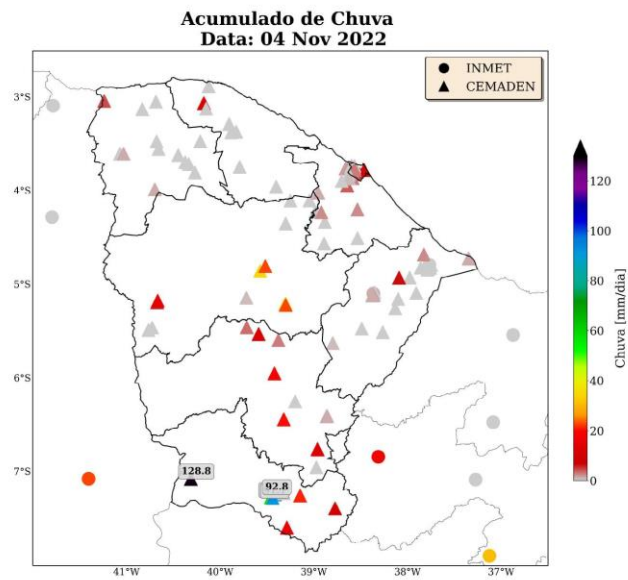 Acumulado de Chuva
Data: 04 Nov 2022
INMET
CEMADEN
3°S
4°S
5°S
6°S
7°S
128.8
92.8
41°W
40°W
39°W
38°W
37°W
120
100
80
60
40
20
0
Chuva [mm/dia]